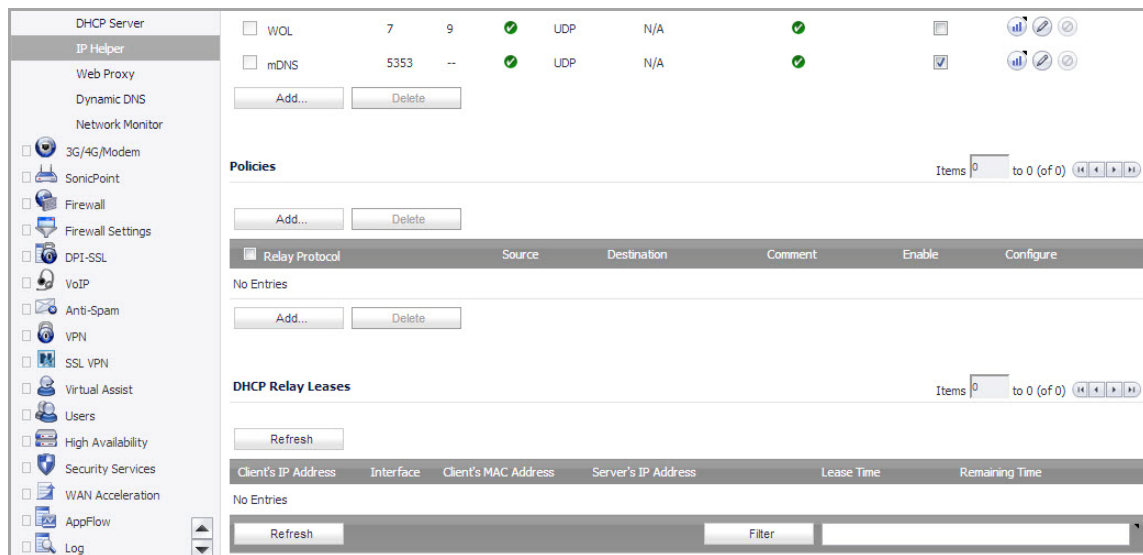 DHCP Server
IP Helper
Web Proxy
Dynamic DNS
Network Monitor
3G/4G/Modem
SonicPoint
Firewall
Firewall Settings
DPI-SSL
VoIP
Anti-Spam
VPN
SSL VPN
Virtual Assist
Users
High Availability
Security Services
WAN Acceleration
AppFlow
Log
WOL 7 9 UDP N/A
mDNS 5353 -- UDP N/A
Add... Delete
Policies Items 0 to 0 (of 0)
Add... Delete
Relay Protocol Source Destination Comment Enable Configure
No Entries
Add... Delete
DHCP Relay Leases Items 0 to 0 (of 0)
Refresh
Client's IP Address Interface Client's MAC Address Server's IP Address Lease Time Remaining Time
No Entries
Refresh Filter